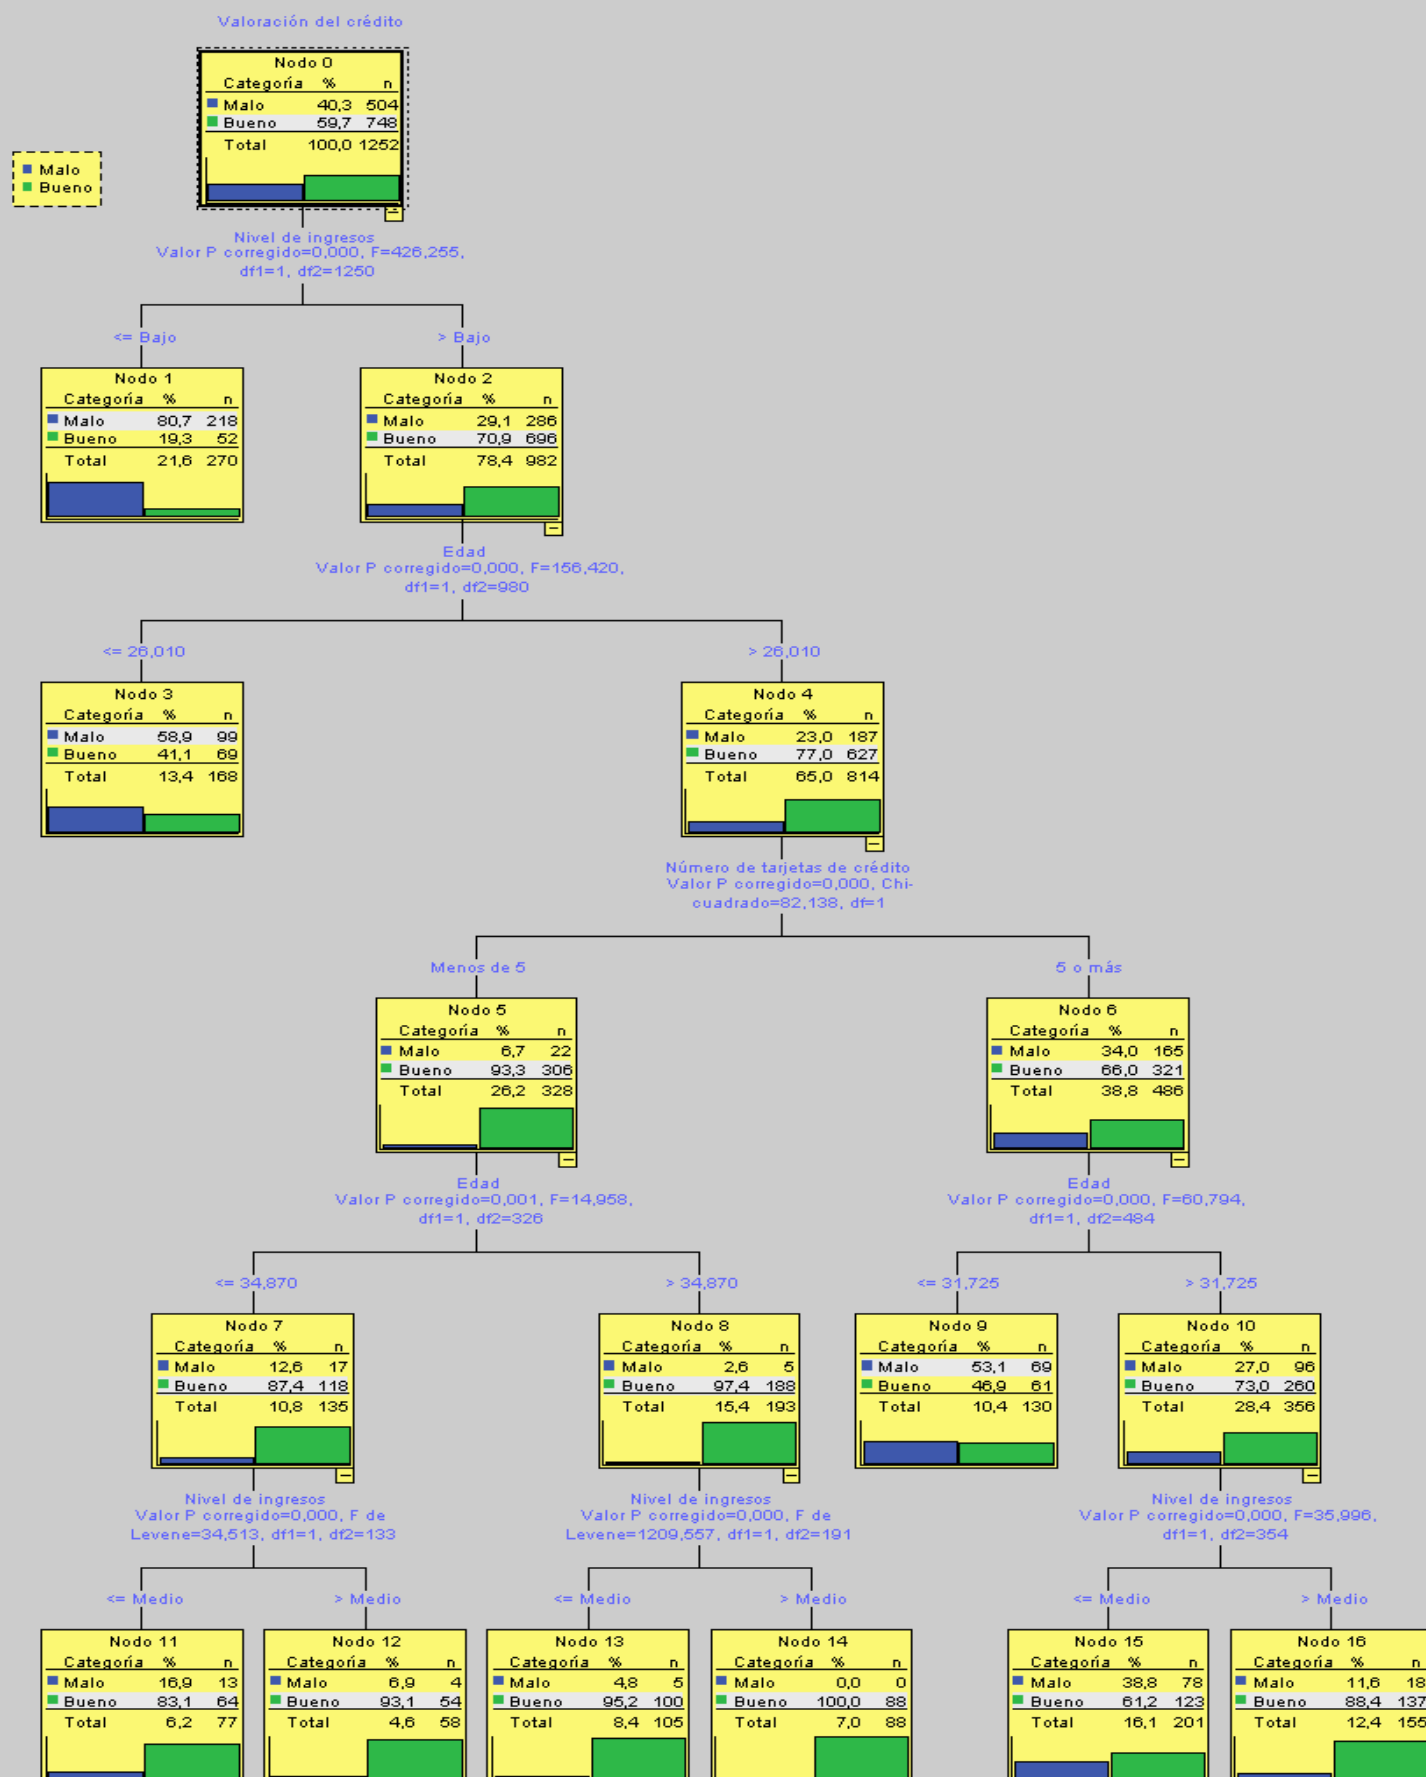 Valoración del crédito
Nodo 0
Categoría % n
Malo 40,3 504
Bueno 59,7 748
Total 100,0 1252
Malo
Bueno
Nivel de ingresos
Valor P corregido=0,000, F=426,255,
df1=1, df2=1250
<= Bajo
> Bajo
Nodo 1
Categoría % n
Malo 80,7 218
Bueno 19,3 52
Total 21,6 270
Nodo 2
Categoría % n
Malo 29,1 286
Bueno 70,9 696
Total 78,4 982
Edad
Valor P corregido=0,000, F=156,420,
df1=1, df2=980
<= 26,010
> 26,010
Nodo 3
Categoría % n
Malo 58,9 99
Bueno 41,1 69
Total 13,4 168
Nodo 4
Categoría % n
Malo 23,0 187
Bueno 77,0 627
Total 65,0 814
Número de tarjetas de crédito
Valor P corregido=0,000, Chi-
cuadrado=82,138, df=1
Menos de 5
5 o más
Nodo 5
Categoría % n
Malo 6,7 22
Bueno 93,3 306
Total 26,2 328
Nodo 6
Categoría % n
Malo 34,0 165
Bueno 66,0 321
Total 38,8 486
Edad
Valor P corregido=0,001, F=14,958,
df1=1, df2=326
Edad
Valor P corregido=0,000, F=60,794,
df1=1, df2=484
<= 34,870
> 34,870
<= 31,725
> 31,725
Nodo 7
Categoría % n
Malo 12,6 17
Bueno 87,4 118
Total 10,8 135
Nodo 8
Categoría % n
Malo 2,6 5
Bueno 97,4 188
Total 15,4 193
Nodo 9
Categoría % n
Malo 53,1 69
Bueno 46,9 61
Total 10,4 130
Nodo 10
Categoría % n
Malo 27,0 96
Bueno 73,0 260
Total 28,4 356
Nivel de ingresos
Valor P corregido=0,000, F de
Levene=34,513, df1=1, df2=133
Nivel de ingresos
Valor P corregido=0,000, F de
Levene=1209,557, df1=1, df2=191
Nivel de ingresos
Valor P corregido=0,000, F=35,996,
df1=1, df2=354
<= Medio
> Medio
<= Medio
> Medio
<= Medio
> Medio
Nodo 11
Categoría % n
Malo 16,9 13
Bueno 83,1 64
Total 6,2 77
Nodo 12
Categoría % n
Malo 6,9 4
Bueno 93,1 54
Total 4,6 58
Nodo 13
Categoría % n
Malo 4,8 5
Bueno 95,2 100
Total 8,4 105
Nodo 14
Categoría % n
Malo 0,0 0
Bueno 100,0 88
Total 7,0 88
Nodo 15
Categoría % n
Malo 38,8 78
Bueno 61,2 123
Total 16,1 201
Nodo 16
Categoría % n
Malo 11,6 18
Bueno 88,4 137
Total 12,4 155